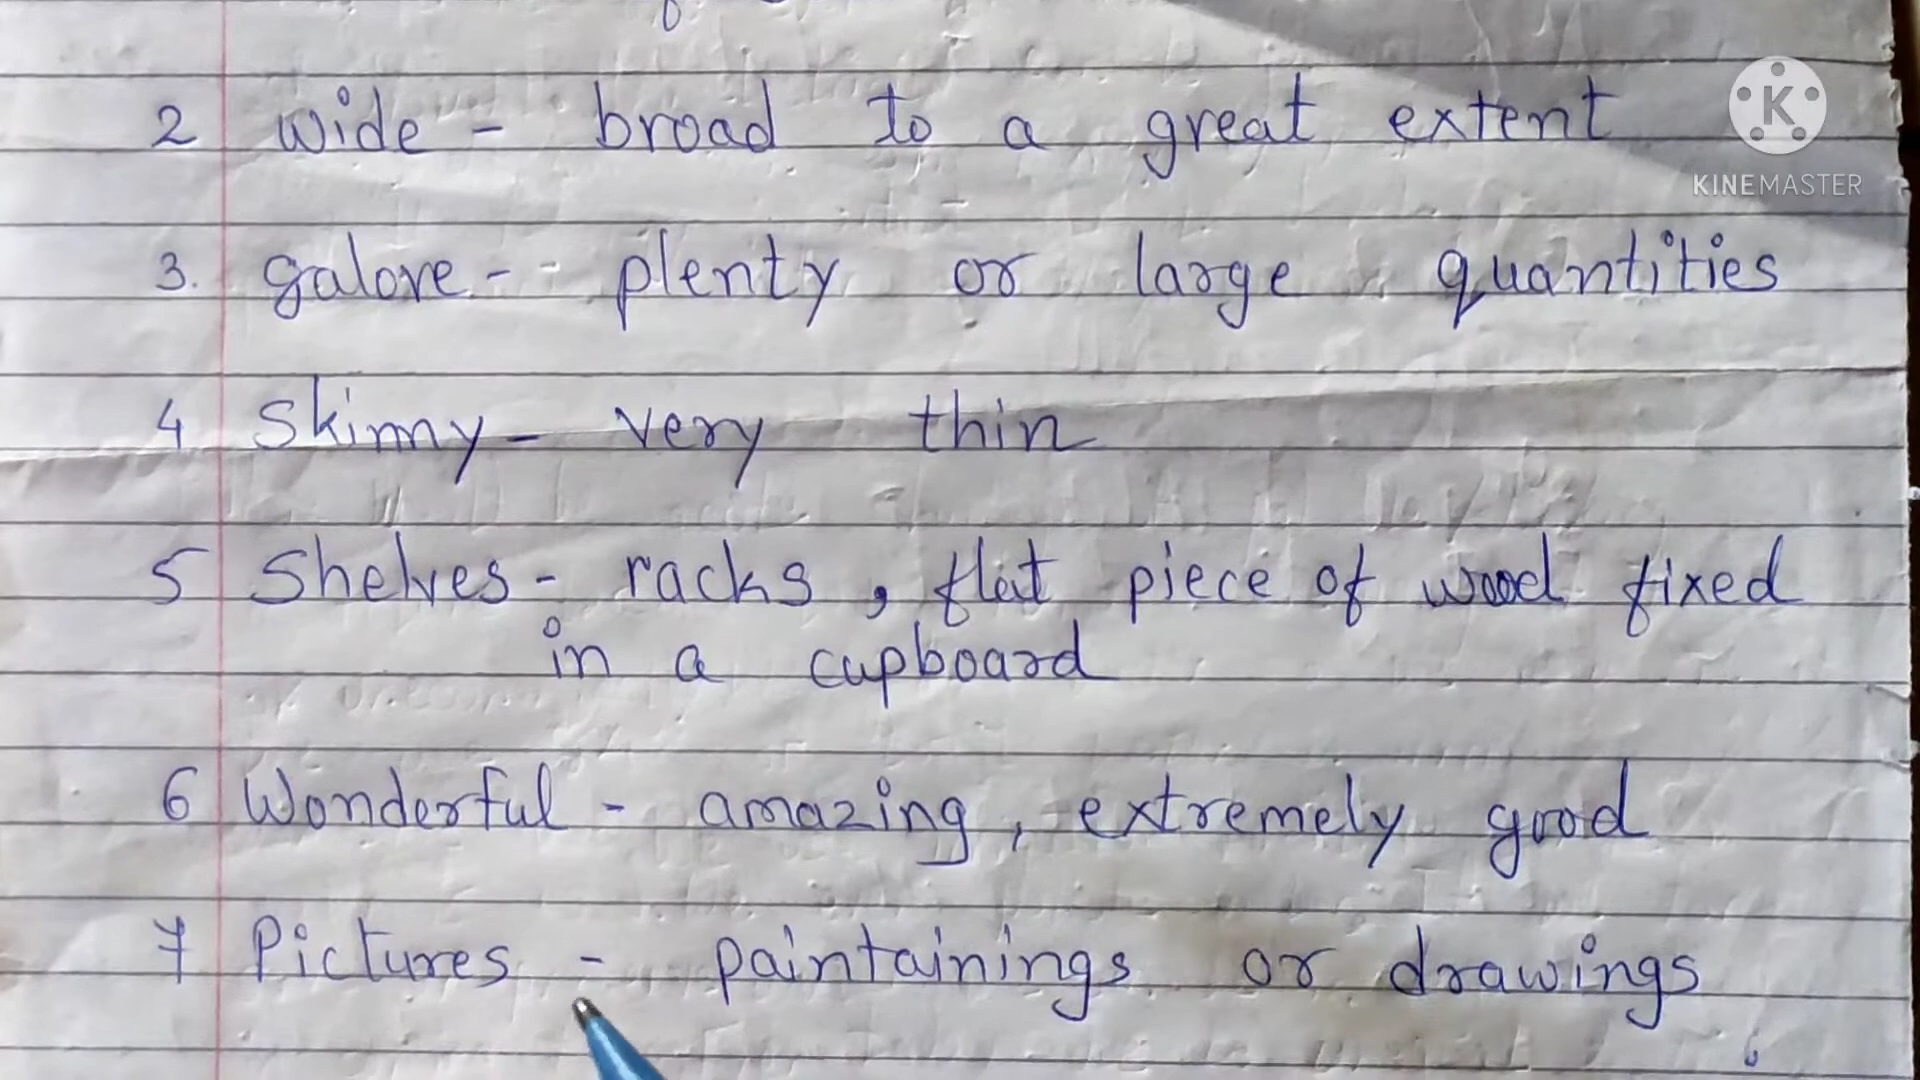 2 wide - broad to a great extent
3. galore - - plenty or large quantities
4 Skinny - very thin
5 Shelves - racks, flat piece of wood fixed
in a cupboard
6 Wonderful - amazing, extremely good
7 Pictures - paintainings or drawings
K
KINEMASTER